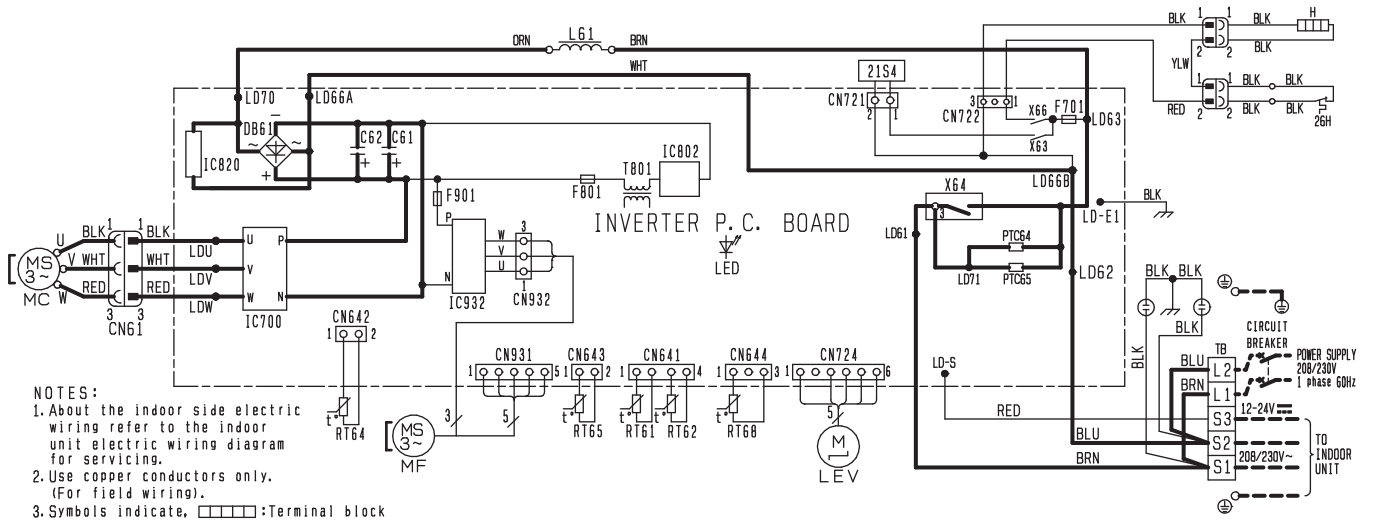 ORN L61 BRN
WHT
LD70 LD66A
DB61
~ − ~ +
IC820
C62 C61
+ +
F901
F801
T801
IC802
INVERTER P. C. BOARD
LED
21S4
CN721
2 1
CN722
3 1
X66 F701
X63
LD63
LD66B
X64
3
LD61
PTC64
PTC65
LD71
LD62
LD-E1
BLK
BLK 1 1 BLK H
2 2 BLK
YLW
1 1 BLK BLK
RED 2 2 BLK BLK
26H
U BLK 1 1 BLK LDU
V WHT WHT LDV
W RED RED LDW
3 3
CN61
MS
3~
MC
U P
V
W N
IC700
P
N
IC932
W 3
V
U
1
CN932
CN642
1 2
t°
RT64
CN931
1 5
3 5
MS
3~
MF
CN643
1 2
t°
RT65
CN641
1 4
t° t°
RT61 RT62
CN644
1 3
t°
RT68
CN724
1 6
5
M
LEV
LD-S
RED
BLU
BRN
BLK BLK
BLK
BLK
BLU
BRN
TB
L2
L1
S3
S2
S1
CIRCUIT
BREAKER
POWER SUPPLY
208/230V
1 phase 60Hz
12-24V
208/230V~
TO
INDOOR
UNIT
NOTES:
1. About the indoor side electric
wiring refer to the indoor
unit electric wiring diagram
for servicing.
2. Use copper conductors only.
(For field wiring).
3. Symbols indicate, :Terminal block